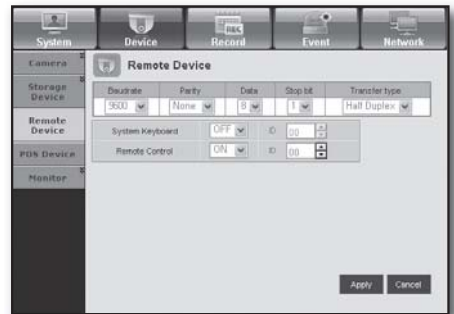 System Device Record Event Network
REC
Camera
Storage Device
Remote Device
POS Device
Monitor
Remote Device
Baudrate Parity Data Stop bit Transfer type
9600 None 8 1 Half Duplex
System Keyboard OFF ID 00
Remote Control ON ID 00
Apply Cancel